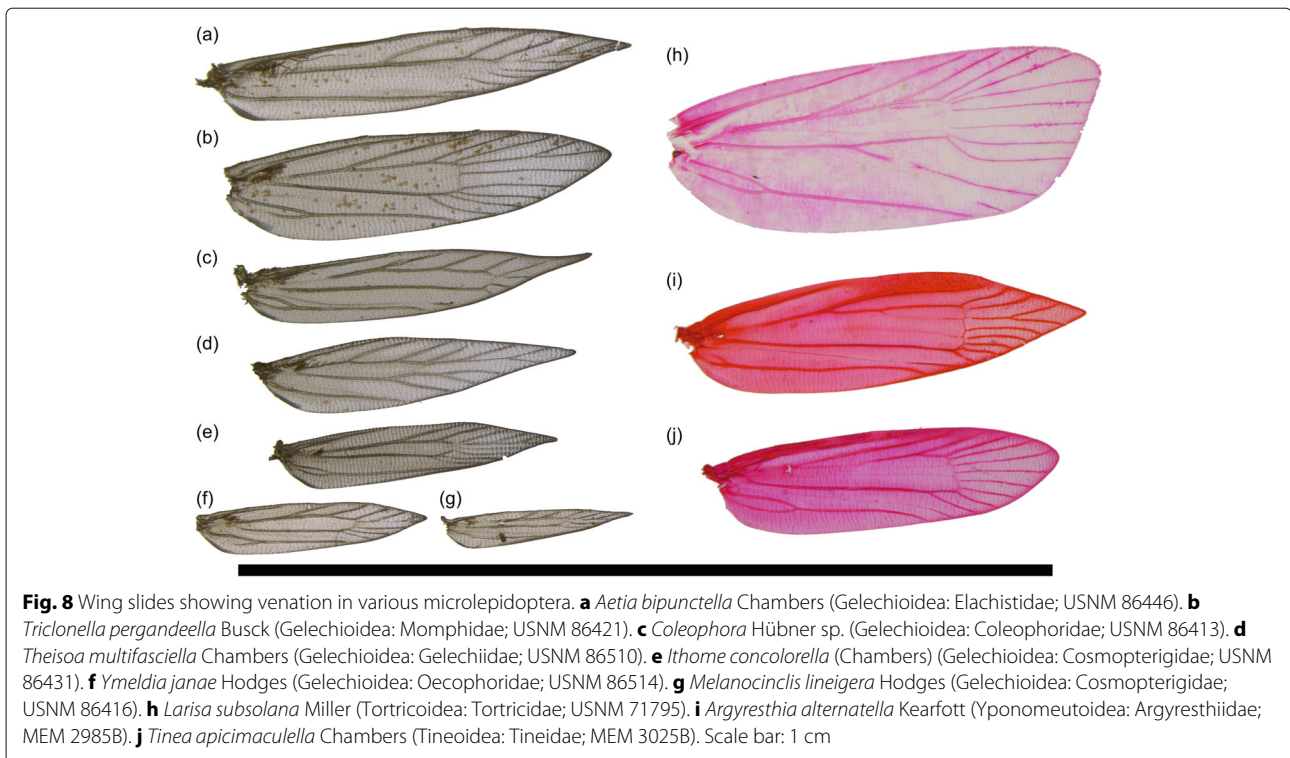 (a)
(h)
(b)
(c)
(i)
(d)
(e)
(j)
(f)
(g)
Fig. 8 Wing slides showing venation in various microlepidoptera. a Aetia bipunctella Chambers (Gelechioidea: Elachistidae; USNM 86446). b
Triclonella pergandeella Busck (Gelechioidea: Momphidae; USNM 86421). c Coleophora Hübner sp. (Gelechioidea: Coleophoridae; USNM 86413). d
Theisoa multifasciella Chambers (Gelechioidea: Gelechiidae; USNM 86510). e Ithome concolorella (Chambers) (Gelechioidea: Cosmopterigidae; USNM
86431). f Ymeldia janae Hodges (Gelechioidea: Oecophoridae; USNM 86514). g Melanocinclis lineigera Hodges (Gelechioidea: Cosmopterigidae;
USNM 86416). h Larisa subsolana Miller (Tortricoidea: Tortricidae; USNM 71795). i Argyresthia alternatella Kearfott (Yponomeutoidea: Argyresthiidae;
MEM 2985B). j Tinea apicimaculella Chambers (Tineoidea: Tineidae; MEM 3025B). Scale bar: 1 cm